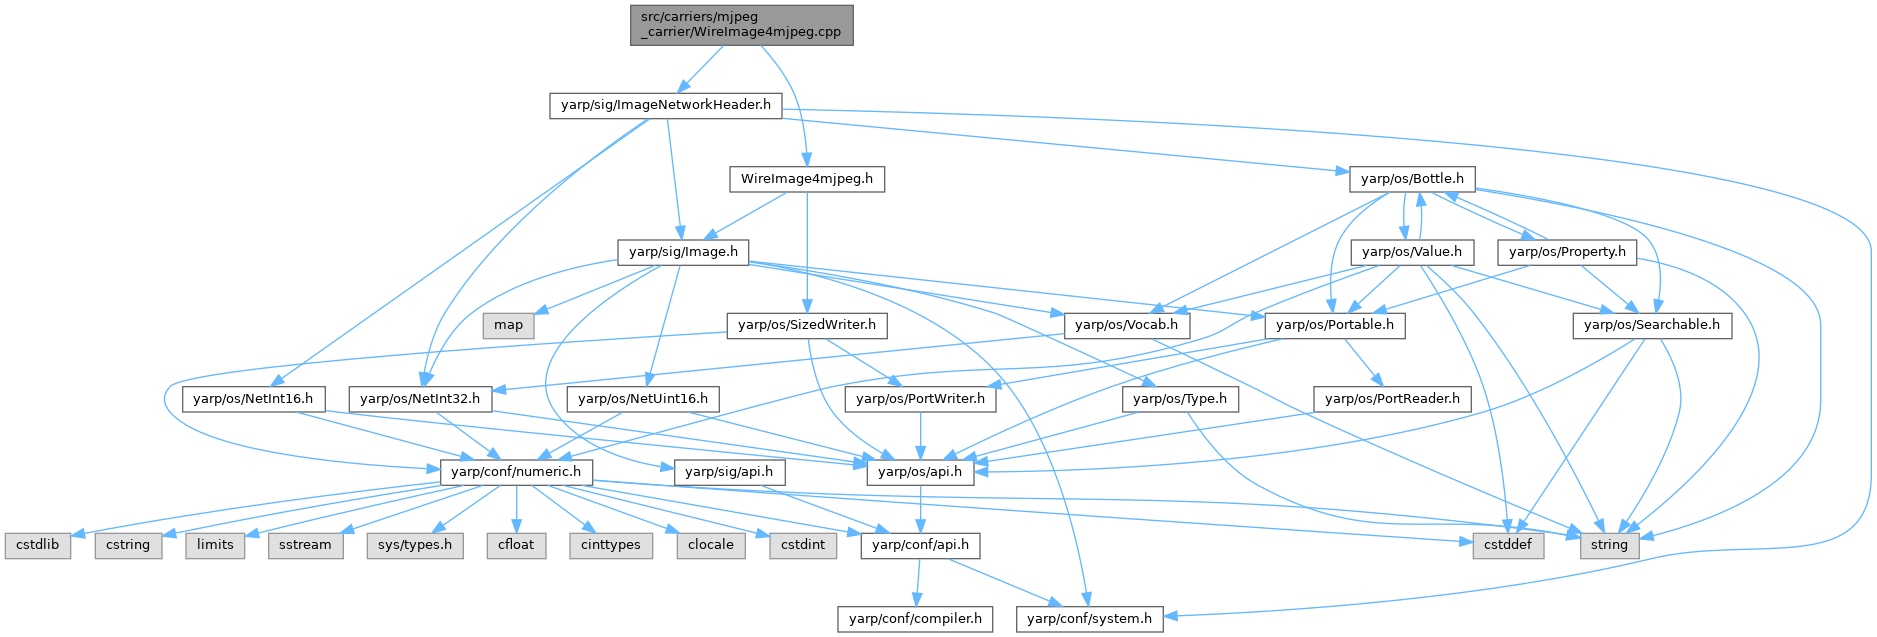 src/carriers/mjpeg
_carrier/WireImage4mjpeg.cpp
yarp/sig/ImageNetworkHeader.h
WireImage4mjpeg.h
yarp/os/Bottle.h
yarp/sig/Image.h
yarp/os/Value.h
yarp/os/Property.h
map
yarp/os/SizedWriter.h
yarp/os/Vocab.h
yarp/os/Portable.h
yarp/os/Searchable.h
yarp/os/NetInt16.h
yarp/os/NetInt32.h
yarp/os/NetUint16.h
yarp/os/PortWriter.h
yarp/os/Type.h
yarp/os/PortReader.h
yarp/conf/numeric.h
yarp/sig/api.h
yarp/os/api.h
cstdlib
cstring
limits
sstream
sys/types.h
cfloat
cinttypes
clocale
cstdint
yarp/conf/api.h
cstddef
string
yarp/conf/compiler.h
yarp/conf/system.h